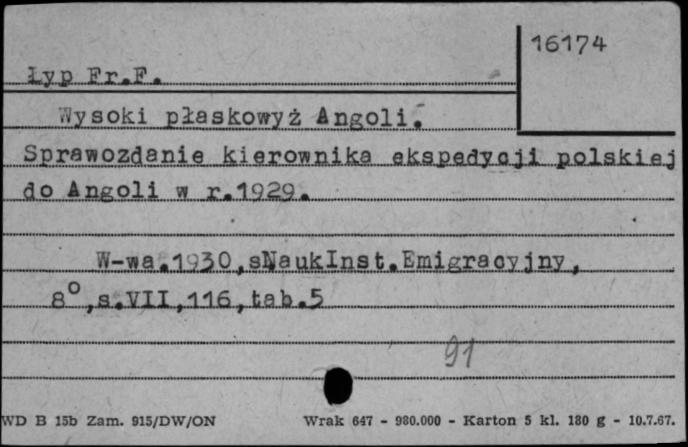 16174
Łyp Fr.F.
Wysoki płaskowyż Angoli.
Sprawozdanie kierownika ekspedycji polskiej
do Angoli w r.1929.
W-wa.1930,sNaukInst.Emigracyjny,
8°,s.VII,116,tab.5
91
WD B 15b Zam. 915/DW/ON Wrak 647 - 980.000 - Karton 5 kl. 180 g - 10.7.67.